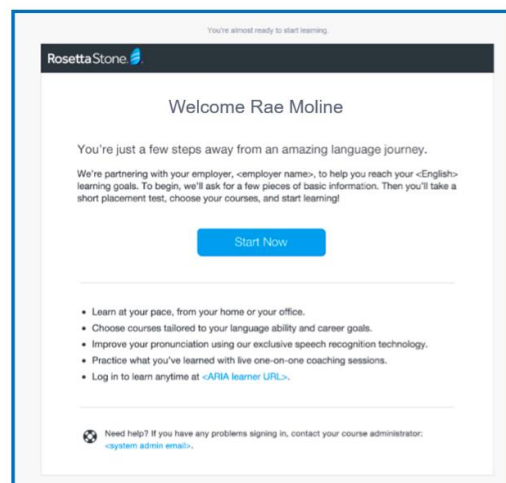 You're almost ready to start learning.
RosettaStone.
Welcome Rae Moline
You're just a few steps away from an amazing language journey.
We're partnering with your employer, <employer name>, to help you reach your <English>
learning goals. To begin, we'll ask for a few pieces of basic information. Then you'll take a
short placement test, choose your courses, and start learning!
Start Now
• Learn at your pace, from your home or your office.
• Choose courses tailored to your language ability and career goals.
• Improve your pronunciation using our exclusive speech recognition technology.
• Practice what you've learned with live one-on-one coaching sessions.
• Log in to learn anytime at <ARIA learner URL>.
Need help? If you have any problems signing in, contact your course administrator:
<system admin email>.